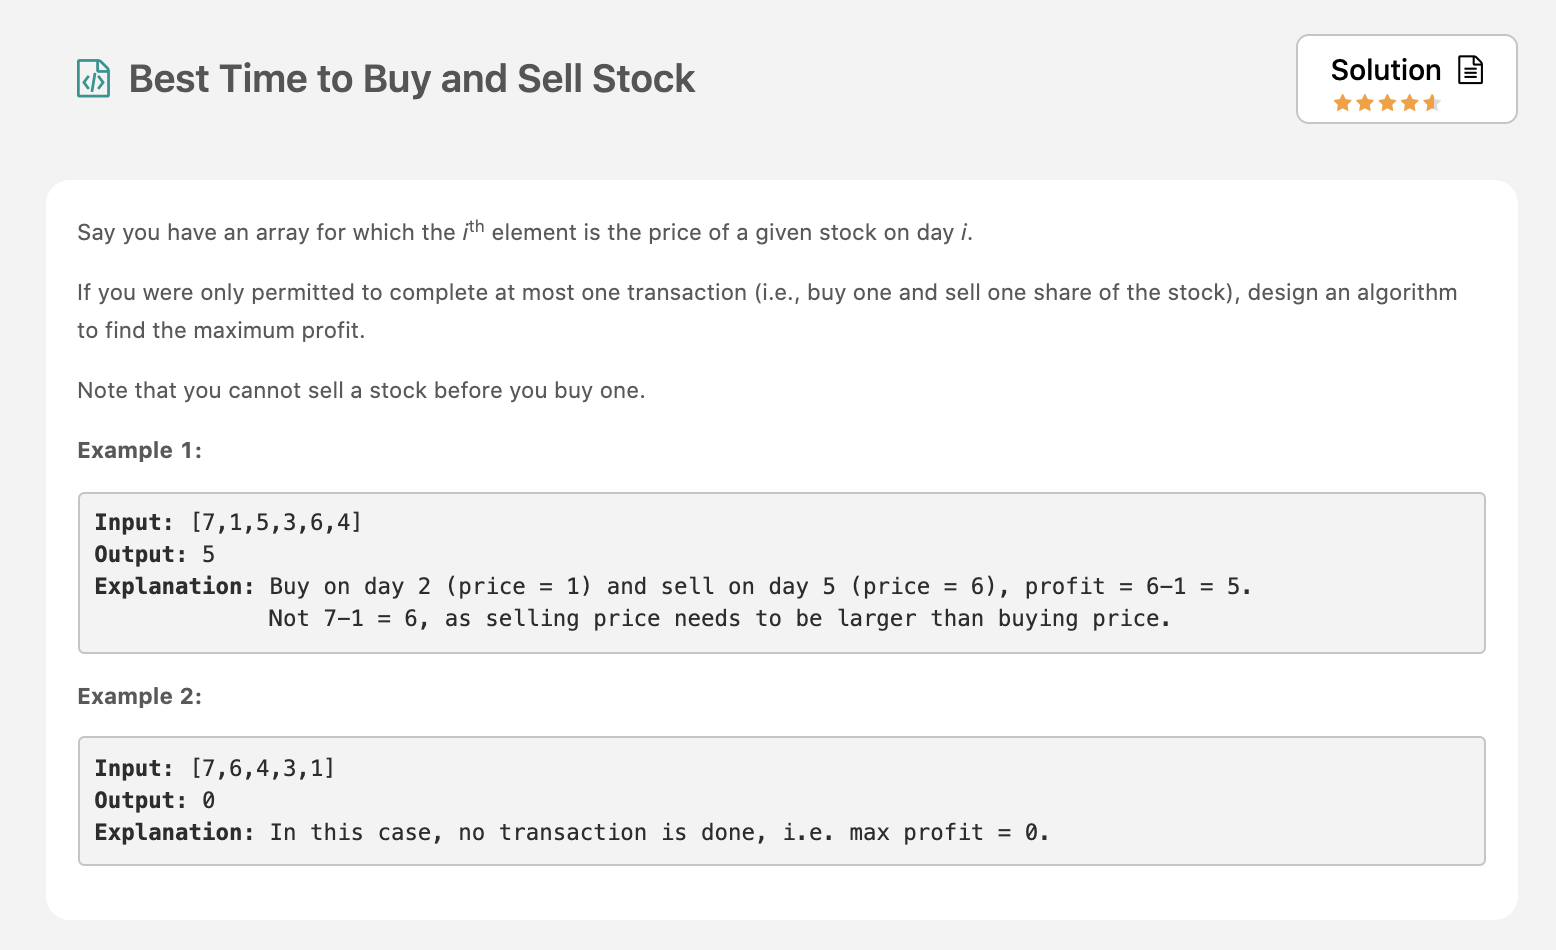 Best Time to Buy and Sell Stock
Solution
Say you have an array for which the ith element is the price of a given stock on day i.
If you were only permitted to complete at most one transaction (i.e., buy one and sell one share of the stock), design an algorithm
to find the maximum profit.
Note that you cannot sell a stock before you buy one.
Example 1:
Input: [7,1,5,3,6,4]
Output: 5
Explanation: Buy on day 2 (price = 1) and sell on day 5 (price = 6), profit = 6-1 = 5.
Not 7-1 = 6, as selling price needs to be larger than buying price.
Example 2:
Input: [7,6,4,3,1]
Output: 0
Explanation: In this case, no transaction is done, i.e. max profit = 0.